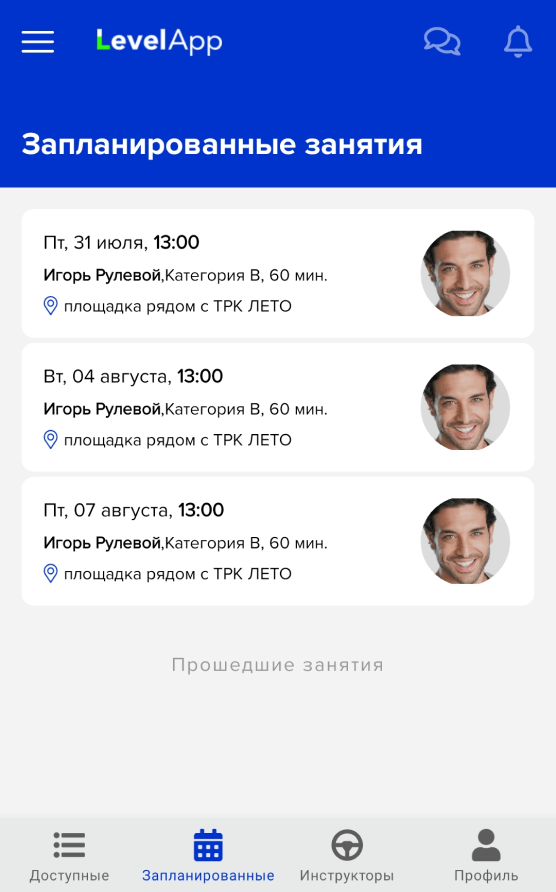 LevelApp
Запланированные занятия
Пт, 31 июля, 13:00
Игорь Рулевой,Категория B, 60 мин.
площадка рядом с ТРК ЛЕТО
Вт, 04 августа, 13:00
Игорь Рулевой,Категория B, 60 мин.
площадка рядом с ТРК ЛЕТО
Пт, 07 августа, 13:00
Игорь Рулевой,Категория B, 60 мин.
площадка рядом с ТРК ЛЕТО
Прошедшие занятия
Доступные Запланированные Инструкторы Профиль